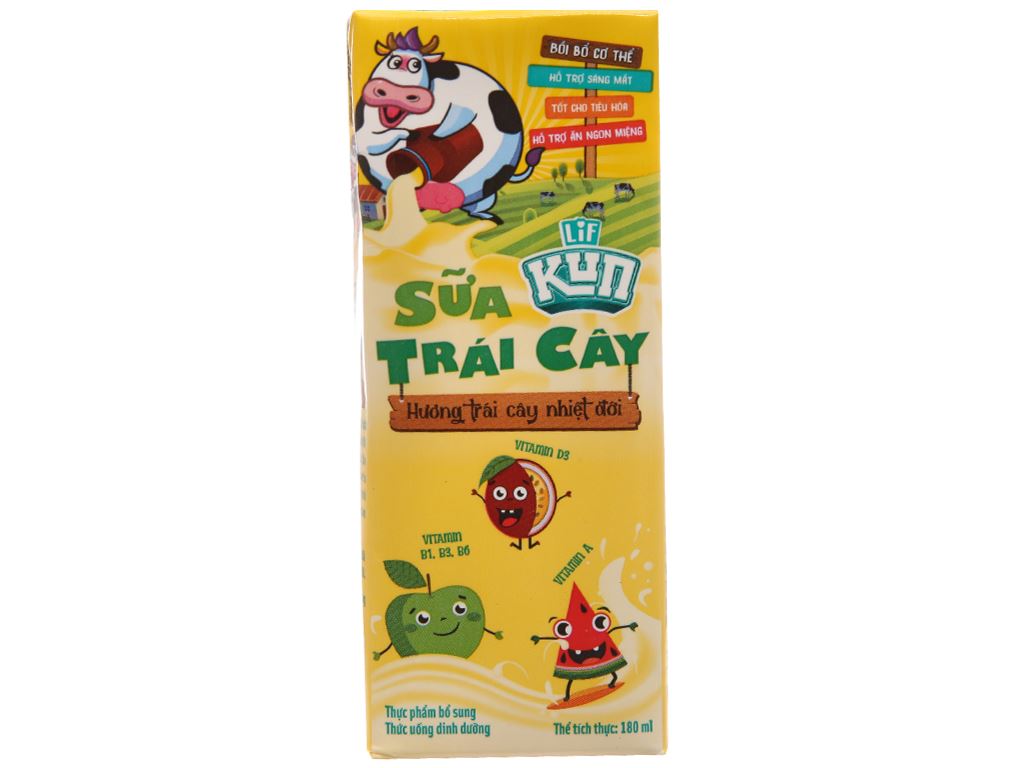 BỒI BỔ CƠ THỂ
HỖ TRỢ SÁNG MẮT
TỐT CHO TIÊU HÓA
HỖ TRỢ ĂN NGON MIỆNG
LiF
KUN
SỮA
TRÁI CÂY
Hương trái cây nhiệt đới
VITAMIN D3
VITAMIN
B1, B3, B6
VITAMIN A
Thực phẩm bổ sung
Thức uống dinh dưỡng
Thể tích thực: 180 ml